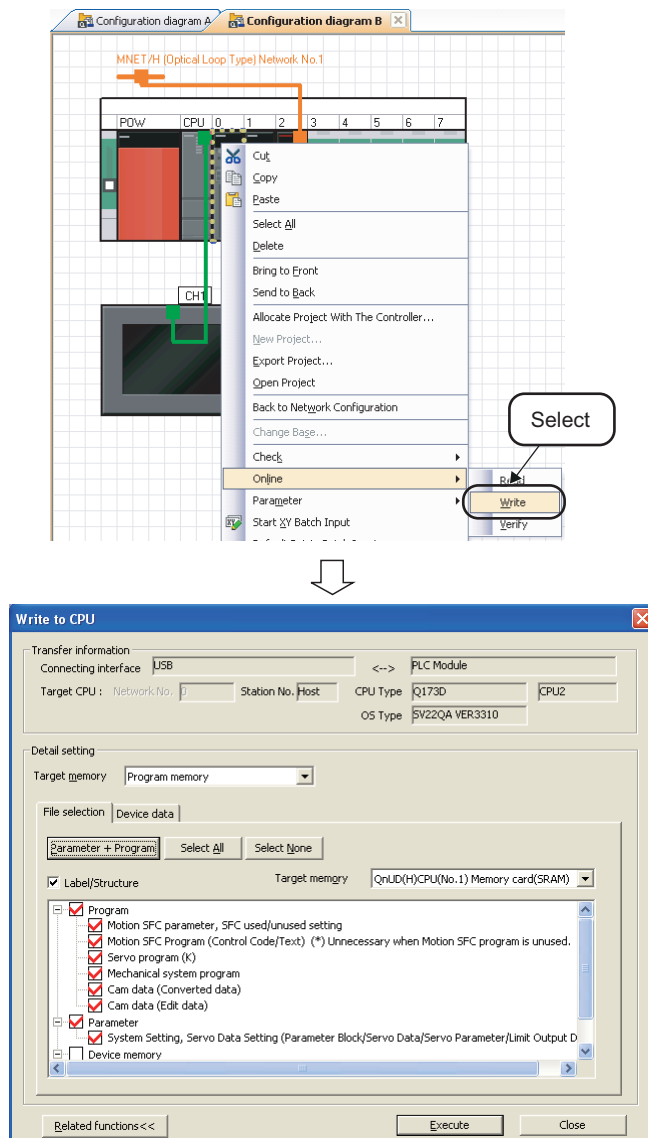 Configuration diagram A Configuration diagram B
MNET/H (Optical Loop Type) Network No.1
POW CPU 0 1 2 3 4 5 6 7
CH1
Cut
Copy
Paste
Select All
Delete
Bring to Front
Send to Back
Allocate Project With The Controller...
New Project...
Export Project...
Open Project
Back to Network Configuration
Change Base...
Check
Online
Parameter
Start XY Batch Input
Select
Read
Write
Verify
Write to CPU
Transfer information
Connecting interface USB <--> PLC Module
Target CPU : Network No. 0 Station No. Host CPU Type Q173D CPU2
OS Type SV22QA VER3310
Detail setting
Target memory Program memory
File selection Device data
Parameter + Program Select All Select None
Label/Structure Target memory QnUD(H)CPU(No.1) Memory card(SRAM)
Program
Motion SFC parameter, SFC used/unused setting
Motion SFC Program (Control Code/Text) (*) Unnecessary when Motion SFC program is unused.
Servo program (K)
Mechanical system program
Cam data (Converted data)
Cam data (Edit data)
Parameter
System Setting, Servo Data Setting (Parameter Block/Servo Data/Servo Parameter/Limit Output D
Device memory
Related functions<< Execute Close